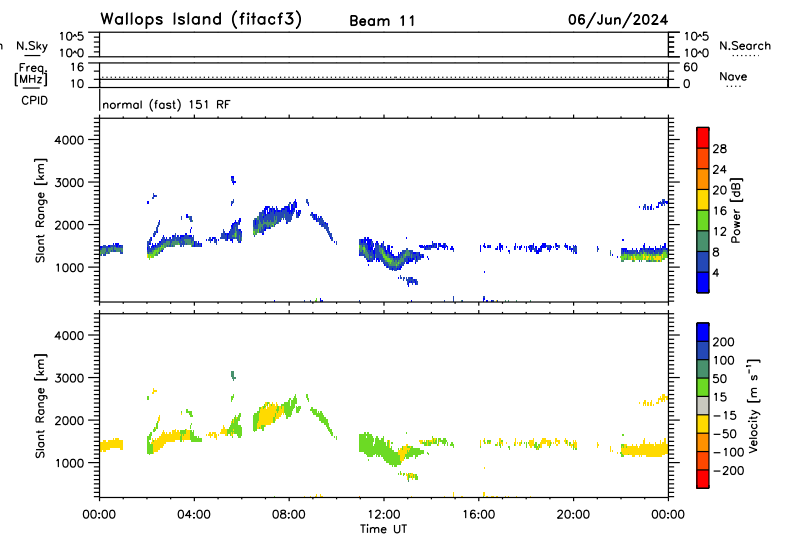 Wallops Island (fitacf3) Beam 11 06/Jun/2024
N.Sky 10^5 10^5 N.Search
10^0 10^0
Freq. 16 60 Nave
[MHz] 10 0
CPID normal (fast) 151 RF
Slant Range [km]
4000
3000
2000
1000
28
24
20
16
12
8
4
Power [dB]
Slant Range [km]
4000
3000
2000
1000
200
100
50
15
-15
-50
-100
-200
Velocity [m s⁻¹]
00:00 04:00 08:00 12:00 16:00 20:00 00:00
Time UT